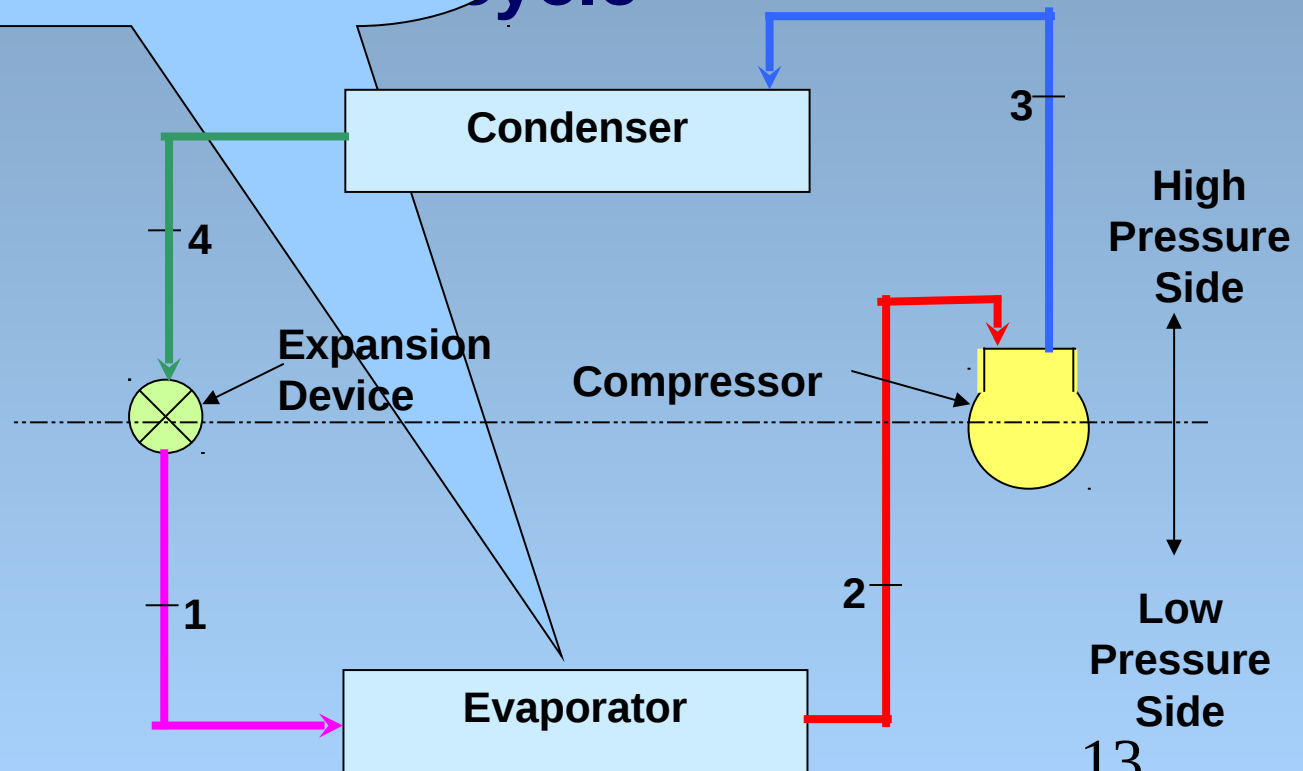 Condenser
3
High
Pressure
Side
4
Expansion
Device
Compressor
2
1
Low
Pressure
Side
Evaporator
13